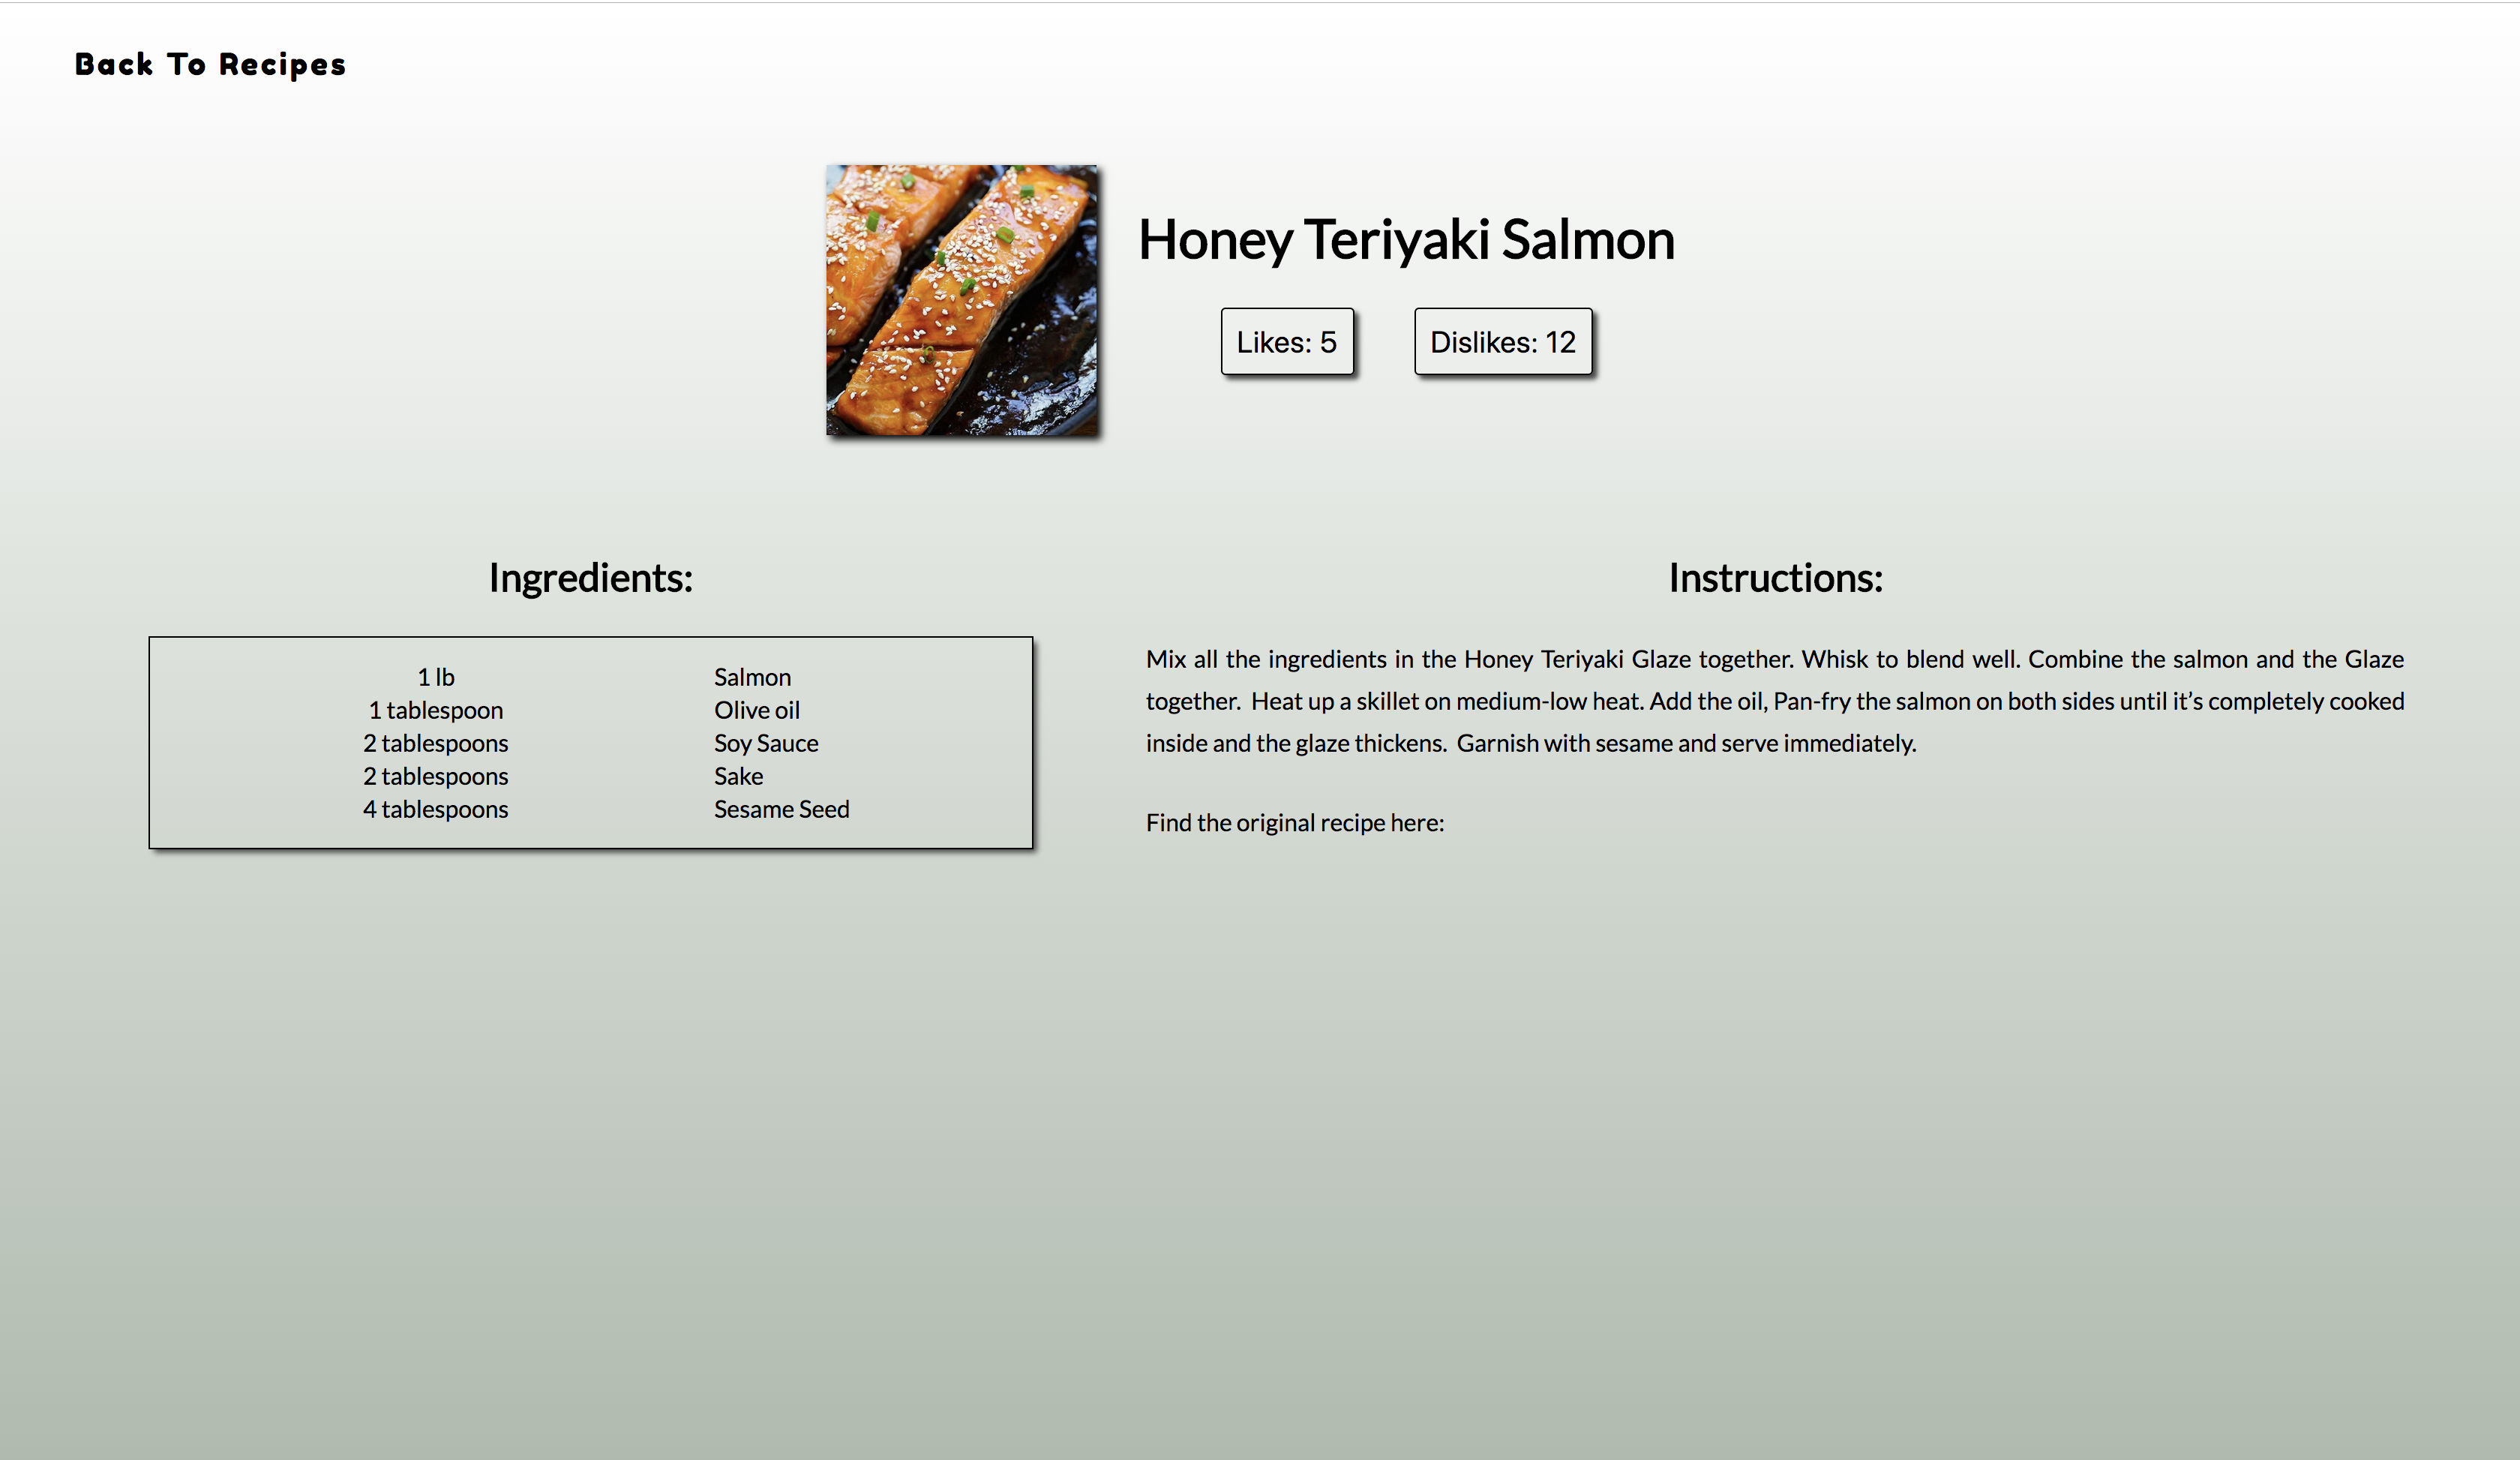 Back To Recipes
Honey Teriyaki Salmon
Likes: 5
Dislikes: 12
Ingredients:
1 lb Salmon
1 tablespoon Olive oil
2 tablespoons Soy Sauce
2 tablespoons Sake
4 tablespoons Sesame Seed
Instructions:
Mix all the ingredients in the Honey Teriyaki Glaze together. Whisk to blend well. Combine the salmon and the Glaze
together.  Heat up a skillet on medium-low heat. Add the oil, Pan-fry the salmon on both sides until it’s completely cooked
inside and the glaze thickens.  Garnish with sesame and serve immediately.
Find the original recipe here: